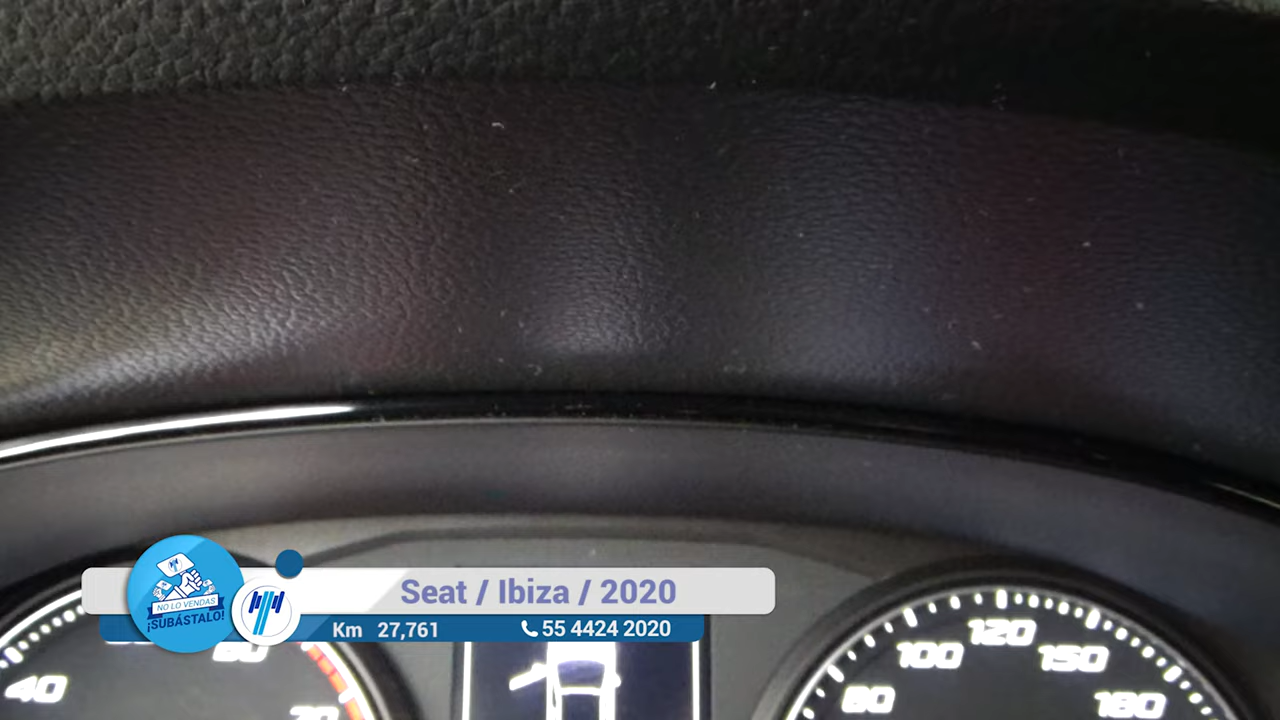 Seat / Ibiza / 2020
Km 27,761
55 4424 2020
NO LO VENDAS
¡SUBÁSTALO!
40
60
70
80
100
120
150
180